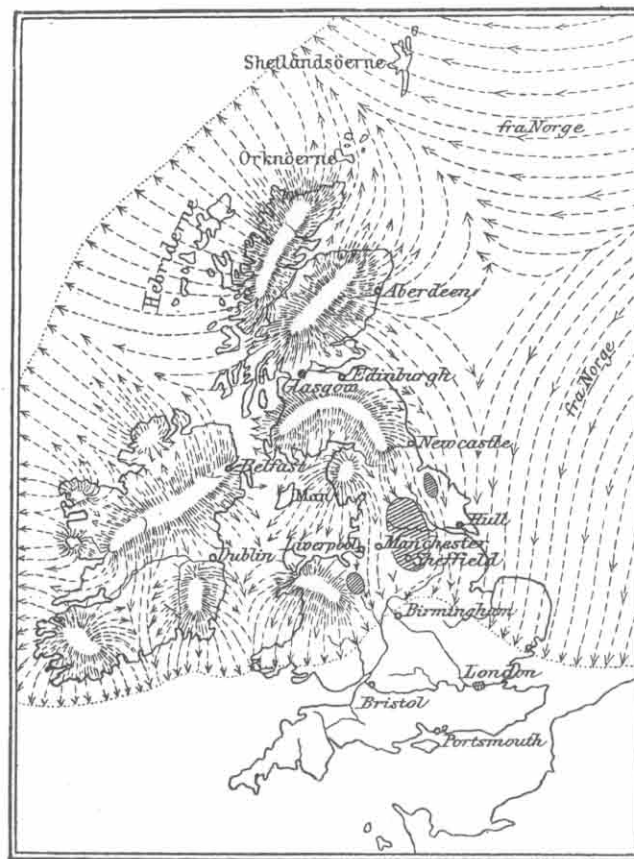 Shetlandsöerne
fra Norge
Orknöerne
Hebriderne
Aberdeen
Glasgow
Edinburgh
fra Norge
Newcastle
Belfast
Man
Hull
Liverpool
Manchester
Dublin
Sheffield
Birmingham
London
Bristol
Portsmouth